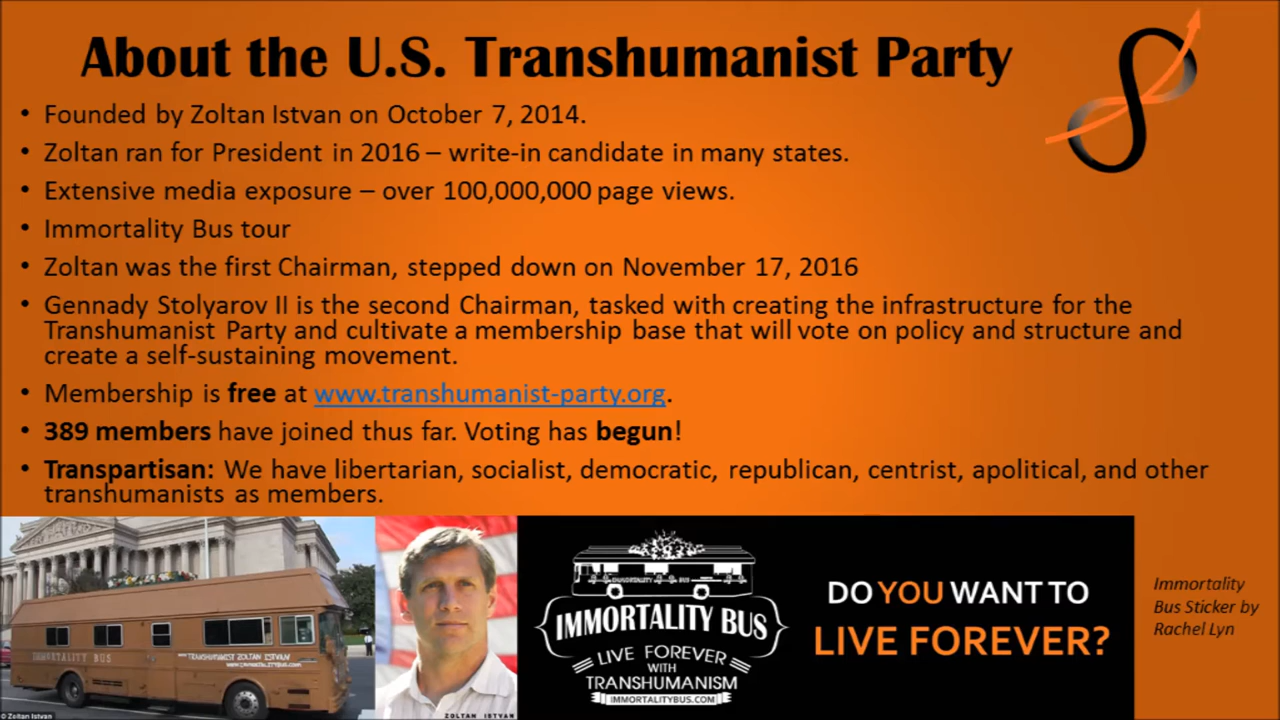 About the U.S. Transhumanist Party
• Founded by Zoltan Istvan on October 7, 2014.
• Zoltan ran for President in 2016 – write-in candidate in many states.
• Extensive media exposure – over 100,000,000 page views.
• Immortality Bus tour
• Zoltan was the first Chairman, stepped down on November 17, 2016
• Gennady Stolyarov II is the second Chairman, tasked with creating the infrastructure for the
Transhumanist Party and cultivate a membership base that will vote on policy and structure and
create a self-sustaining movement.
• Membership is free at www.transhumanist-party.org.
• 389 members have joined thus far. Voting has begun!
• Transpartisan: We have libertarian, socialist, democratic, republican, centrist, apolitical, and other
transhumanists as members.
IMMORTALITY BUS
TRANSHUMANIST ZOLTAN ISTVAN
© Zoltan Istvan
ZOLTAN ISTVAN
IMMORTALITY BUS
IMMORTALITY BUS
LIVE FOREVER
WITH
TRANSHUMANISM
IMMORTALITYBUS.COM
DO YOU WANT TO
LIVE FOREVER?
Immortality
Bus Sticker by
Rachel Lyn